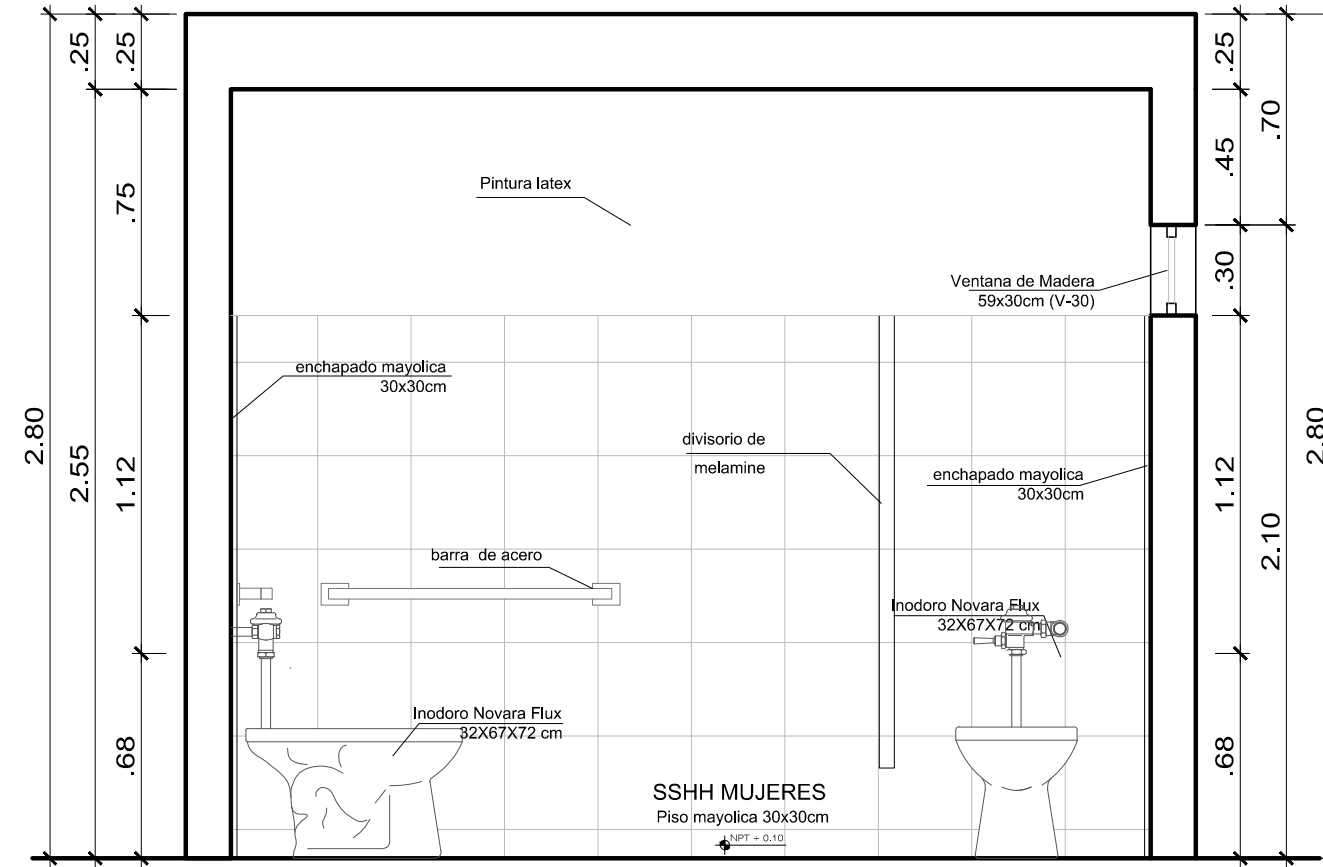 .25
.25
.25
.70
.45
.75
Pintura latex
.30
Ventana de Madera
59x30cm (V-30)
enchapado mayolica
30x30cm
2.80
2.55
1.12
divisorio de
melamine
enchapado mayolica
30x30cm
1.12
2.80
2.10
barra de acero
Inodoro Novara Flux
32X67X72 cm
Inodoro Novara Flux
32X67X72 cm
.68
.68
SSHH MUJERES
Piso mayolica 30x30cm
NPT + 0.10